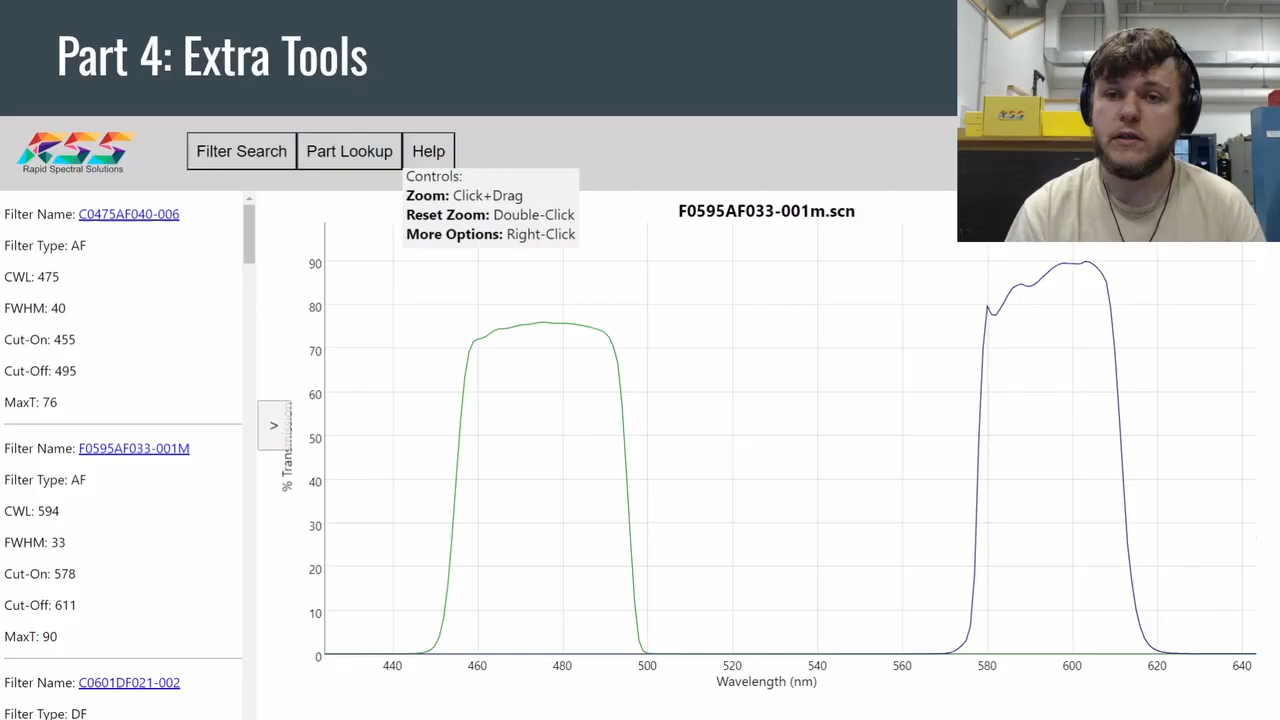 Part 4: Extra Tools
RSS
Rapid Spectral Solutions
Filter Search
Part Lookup
Help
Controls:
Zoom: Click+Drag
Reset Zoom: Double-Click
More Options: Right-Click
Filter Name: C0475AF040-006
Filter Type: AF
CWL: 475
FWHM: 40
Cut-On: 455
Cut-Off: 495
MaxT: 76
Filter Name: F0595AF033-001M
Filter Type: AF
CWL: 594
FWHM: 33
Cut-On: 578
Cut-Off: 611
MaxT: 90
Filter Name: C0601DF021-002
Filter Type: DF
>
F0595AF033-001m.scn
% Transmission
90
80
70
60
50
40
30
20
10
0
440 460 480 500 520 540 560 580 600 620 640
Wavelength (nm)
RSS